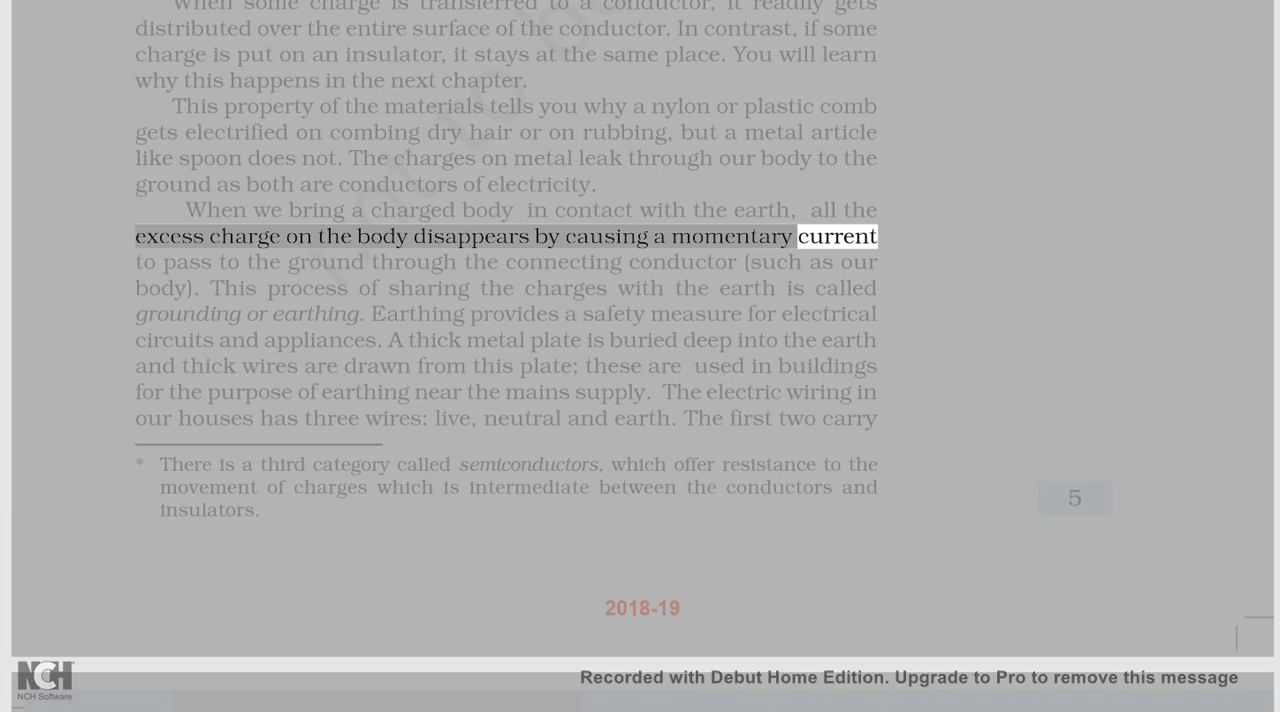 When some charge is transferred to a conductor, it readily gets
distributed over the entire surface of the conductor. In contrast, if some
charge is put on an insulator, it stays at the same place. You will learn
why this happens in the next chapter.
This property of the materials tells you why a nylon or plastic comb
gets electrified on combing dry hair or on rubbing, but a metal article
like spoon does not. The charges on metal leak through our body to the
ground as both are conductors of electricity.
When we bring a charged body in contact with the earth, all the
excess charge on the body disappears by causing a momentary current
to pass to the ground through the connecting conductor (such as our
body). This process of sharing the charges with the earth is called
grounding or earthing. Earthing provides a safety measure for electrical
circuits and appliances. A thick metal plate is buried deep into the earth
and thick wires are drawn from this plate; these are used in buildings
for the purpose of earthing near the mains supply. The electric wiring in
our houses has three wires: live, neutral and earth. The first two carry
* There is a third category called semiconductors, which offer resistance to the
movement of charges which is intermediate between the conductors and
insulators.
5
2018-19
NCH
NCH Software
Recorded with Debut Home Edition. Upgrade to Pro to remove this message